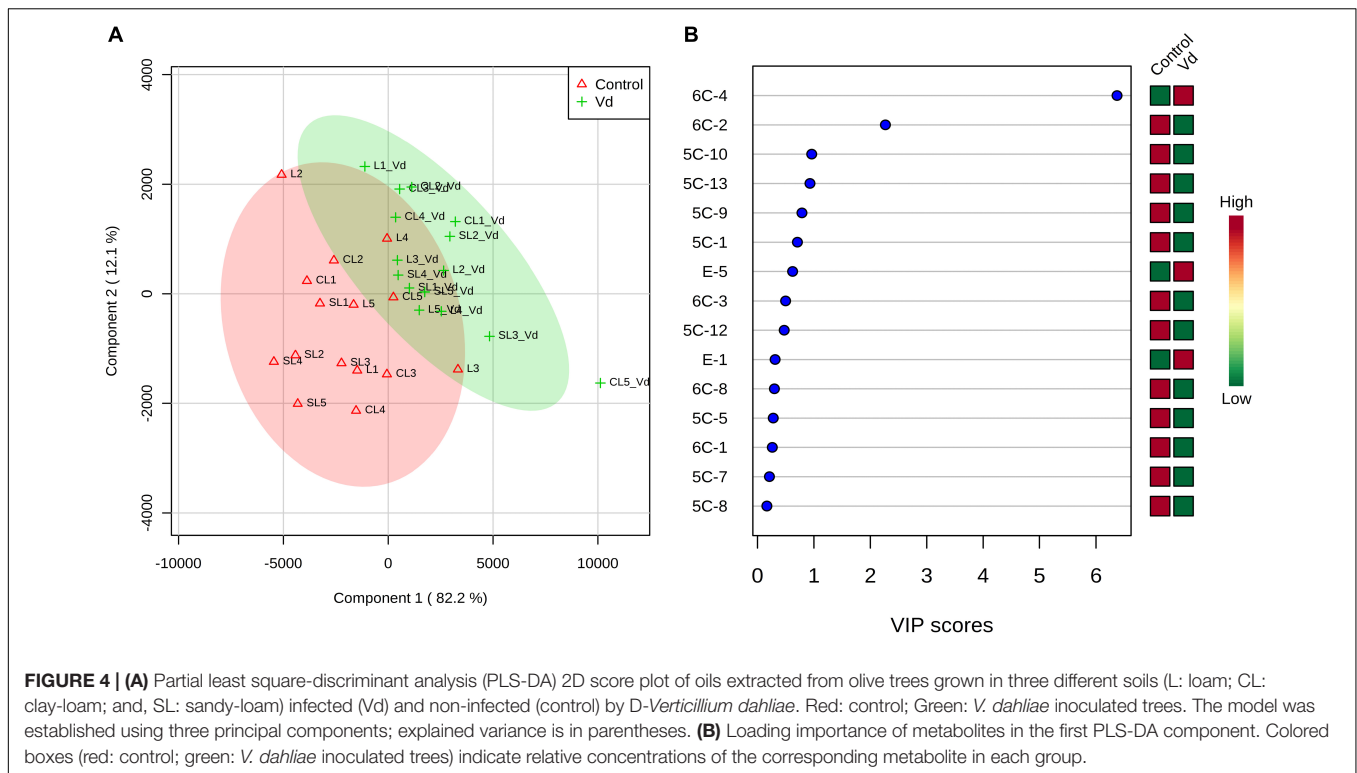 A
B
Control
Vd
4000
2000
0
-2000
-4000
Component 2 ( 12.1 %)
L1_Vd
CL2_Vd
CL3_Vd
CL4_Vd
CL1_Vd
SL2_Vd
L3_Vd
L2_Vd
SL4_Vd
SL1_Vd
SL5_Vd
L5_Vd
L4_Vd
SL3_Vd
CL5_Vd
L2
L4
CL2
CL1
SL1
L5
CL5
SL2
SL4
SL3
L1
CL3
L3
SL5
CL4
-10000
-5000
0
5000
10000
Component 1 ( 82.2 %)
Control
Vd
6C-4
6C-2
5C-10
5C-13
5C-9
5C-1
E-5
6C-3
5C-12
E-1
6C-8
5C-5
6C-1
5C-7
5C-8
0 1 2 3 4 5 6
VIP scores
High
Low
FIGURE 4 | (A) Partial least square-discriminant analysis (PLS-DA) 2D score plot of oils extracted from olive trees grown in three different soils (L: loam; CL:
clay-loam; and, SL: sandy-loam) infected (Vd) and non-infected (control) by D-Verticillium dahliae. Red: control; Green: V. dahliae inoculated trees. The model was
established using three principal components; explained variance is in parentheses. (B) Loading importance of metabolites in the first PLS-DA component. Colored
boxes (red: control; green: V. dahliae inoculated trees) indicate relative concentrations of the corresponding metabolite in each group.